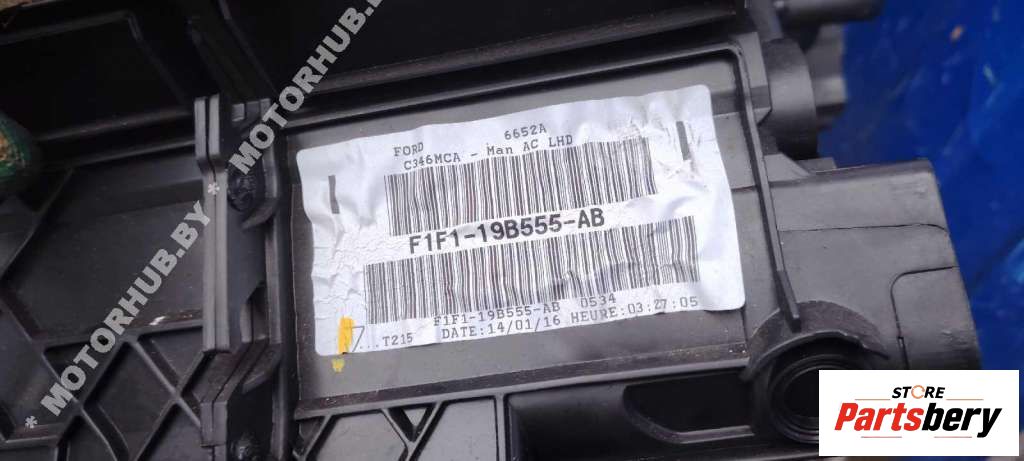 FORD 6652A
C346MCA - Man AC LHD
F1F1-19B555-AB
F1F1-19B555-AB 0534
...T215 DATE:14/01/16 HEURE:03:27:05
* MOTORHUB.BY * MOTORHUB.BY
STORE
Partsbery